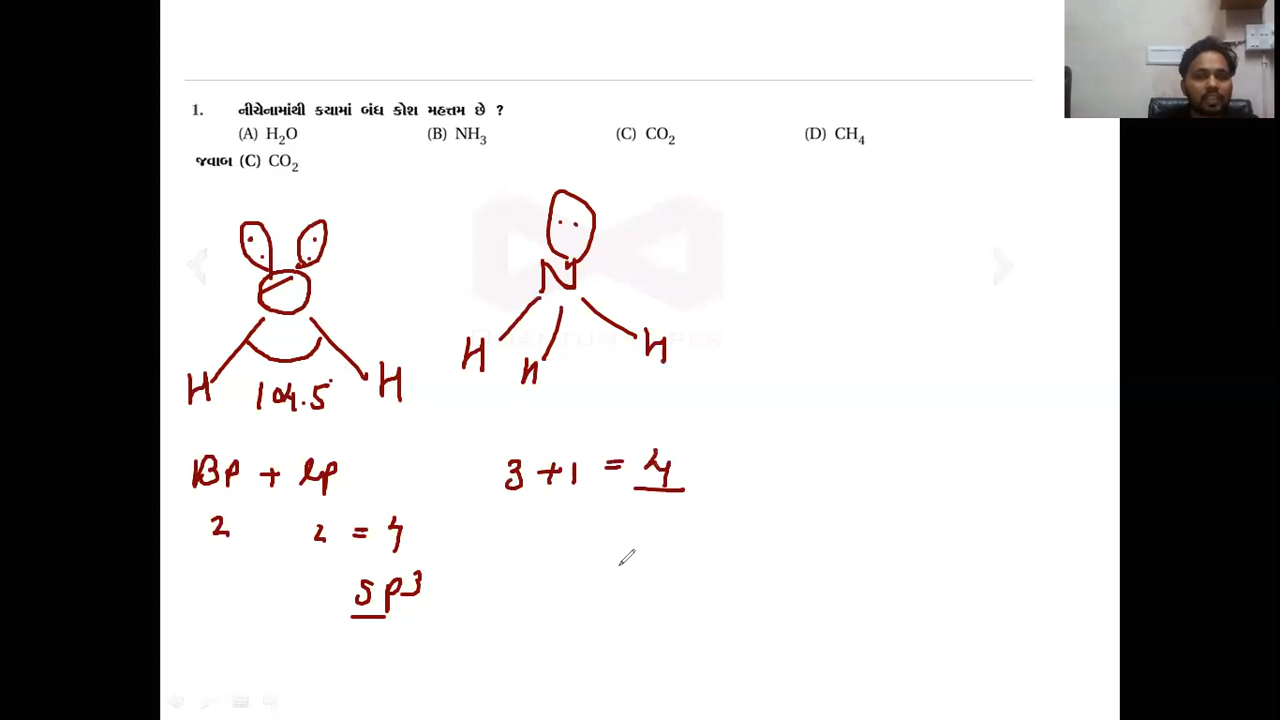 1. નીચેનામાંથી કયામાં બંધ કોશ મહત્તમ છે ?
(A) H₂O (B) NH₃ (C) CO₂ (D) CH₄
જવાબ (C) CO₂
N
H H H
H 104.5° H
BP + lp
3 + 1 = 4
2 2 = 4
sp3